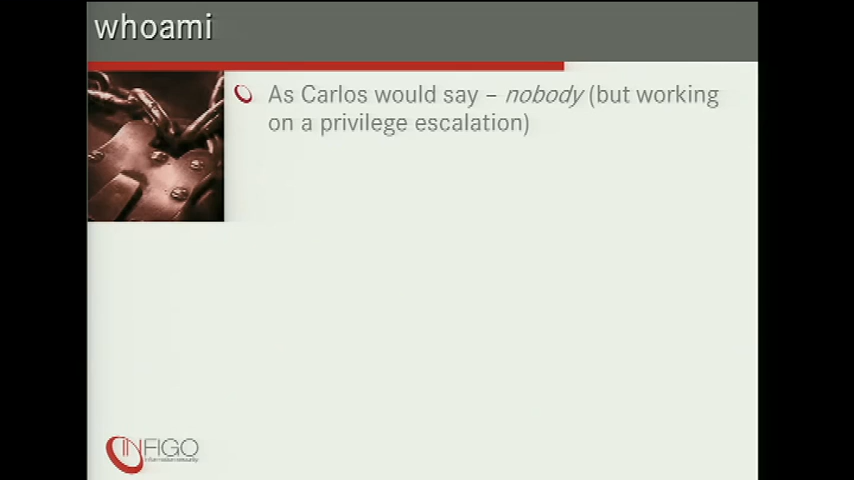 whoami
As Carlos would say – nobody (but working
on a privilege escalation)
INFIGO